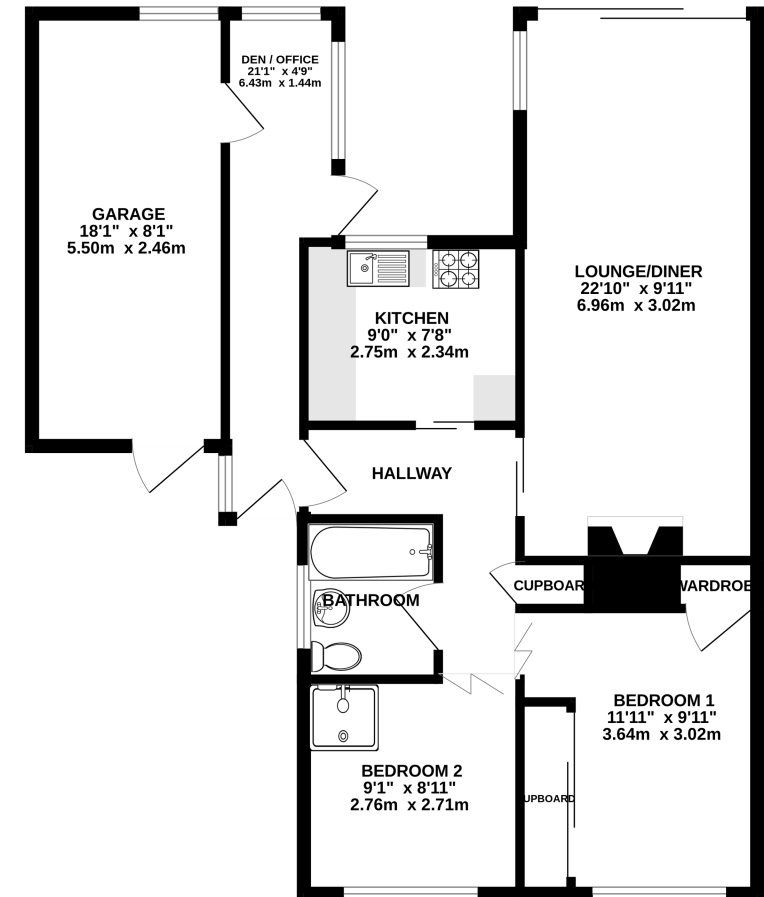 DEN / OFFICE
21'1" x 4'9"
6.43m x 1.44m
GARAGE
18'1" x 8'1"
5.50m x 2.46m
LOUNGE/DINER
22'10" x 9'11"
6.96m x 3.02m
KITCHEN
9'0" x 7'8"
2.75m x 2.34m
HALLWAY
CUPBOAR
WARDROB
BATHROOM
BEDROOM 1
11'11" x 9'11"
3.64m x 3.02m
BEDROOM 2
9'1" x 8'11"
2.76m x 2.71m
UPBOARD